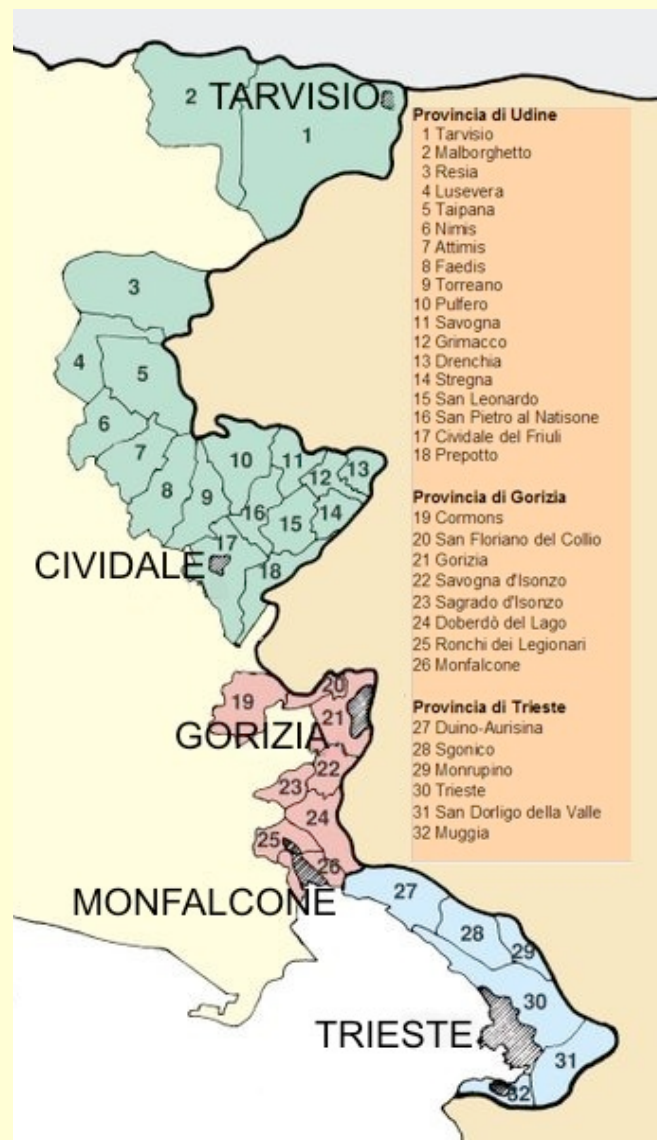 TARVISIO
2
1
Provincia di Udine
1 Tarvisio
2 Malborghetto
3 Resia
4 Lusevera
5 Taipana
6 Nimis
7 Attimis
8 Faedis
9 Torreano
10 Pulfero
11 Savogna
12 Grimacco
13 Drenchia
14 Stregna
15 San Leonardo
16 San Pietro al Natisone
17 Cividale del Friuli
18 Prepotto
Provincia di Gorizia
19 Cormons
20 San Floriano del Collio
21 Gorizia
22 Savogna d'Isonzo
23 Sagrado d'Isonzo
24 Doberdò del Lago
25 Ronchi dei Legionari
26 Monfalcone
Provincia di Trieste
27 Duino-Aurisina
28 Sgonico
29 Monrupino
30 Trieste
31 San Dorligo della Valle
32 Muggia
3
4
5
6
7
8
9
10
11
12
13
14
15
16
17
18
CIVIDALE
19
20
21
GORIZIA
22
23
24
25
26
MONFALCONE
27
28
29
30
TRIESTE
31
32